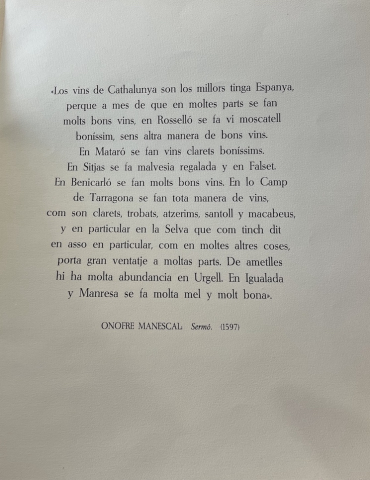 «Los vins de Cathalunya son los millors tinga Espanya,
perque a mes de que en moltes parts se fan
molts bons vins, en Rosselló se fa vi moscatell
bonissim, sens altra manera de bons vins.
En Mataró se fan vins clarets bonissims.
En Sitjas se fa malvesia regalada y en Falset.
En Benicarló se fan molts bons vins. En lo Camp
de Tarragona se fan tota manera de vins,
com son clarets, trobats, atzerims, santoll y macabeus,
y en particular en la Selva que com tinch dit
en asso en particular, com en moltes altres coses,
porta gran ventatje a moltas parts. De ametlles
hi ha molta abundancia en Urgell. En Igualada
y Manresa se fa molta mel y molt bona».
ONOFRE MANESCAL Sermó. (1597)